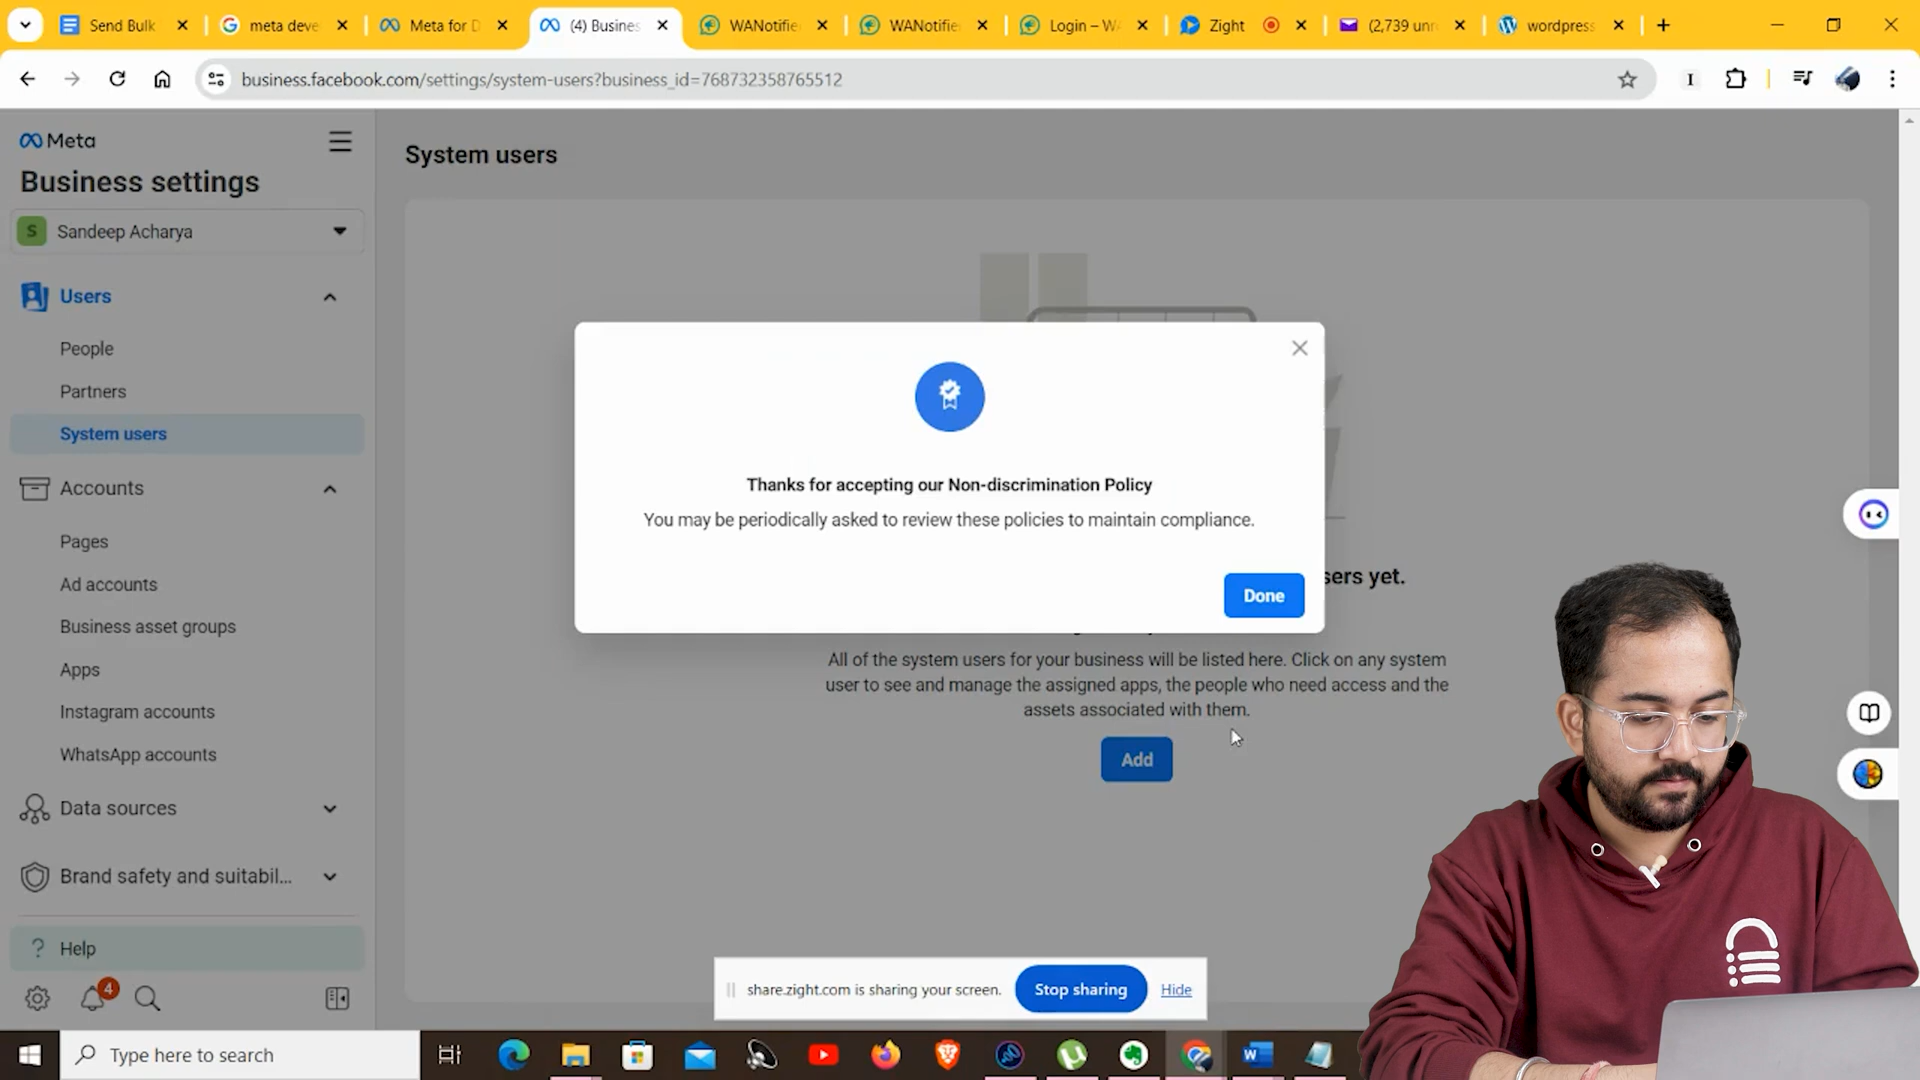 Send Bulk
meta deve
Meta for D
(4) Busines
WANotifie
WANotifie
Login – WA
Zight
(2,739 unr
wordpress
business.facebook.com/settings/system-users?business_id=768732358765512
Meta
Business settings
S
Sandeep Acharya
Users
People
Partners
System users
Accounts
Pages
Ad accounts
Business asset groups
Apps
Instagram accounts
WhatsApp accounts
Data sources
Brand safety and suitabil...
? Help
4
System users
Thanks for accepting our Non-discrimination Policy
You may be periodically asked to review these policies to maintain compliance.
Done
sers yet.
All of the system users for your business will be listed here. Click on any system
user to see and manage the assigned apps, the people who need access and the
assets associated with them.
Add
share.zight.com is sharing your screen.
Stop sharing
Hide
Type here to search